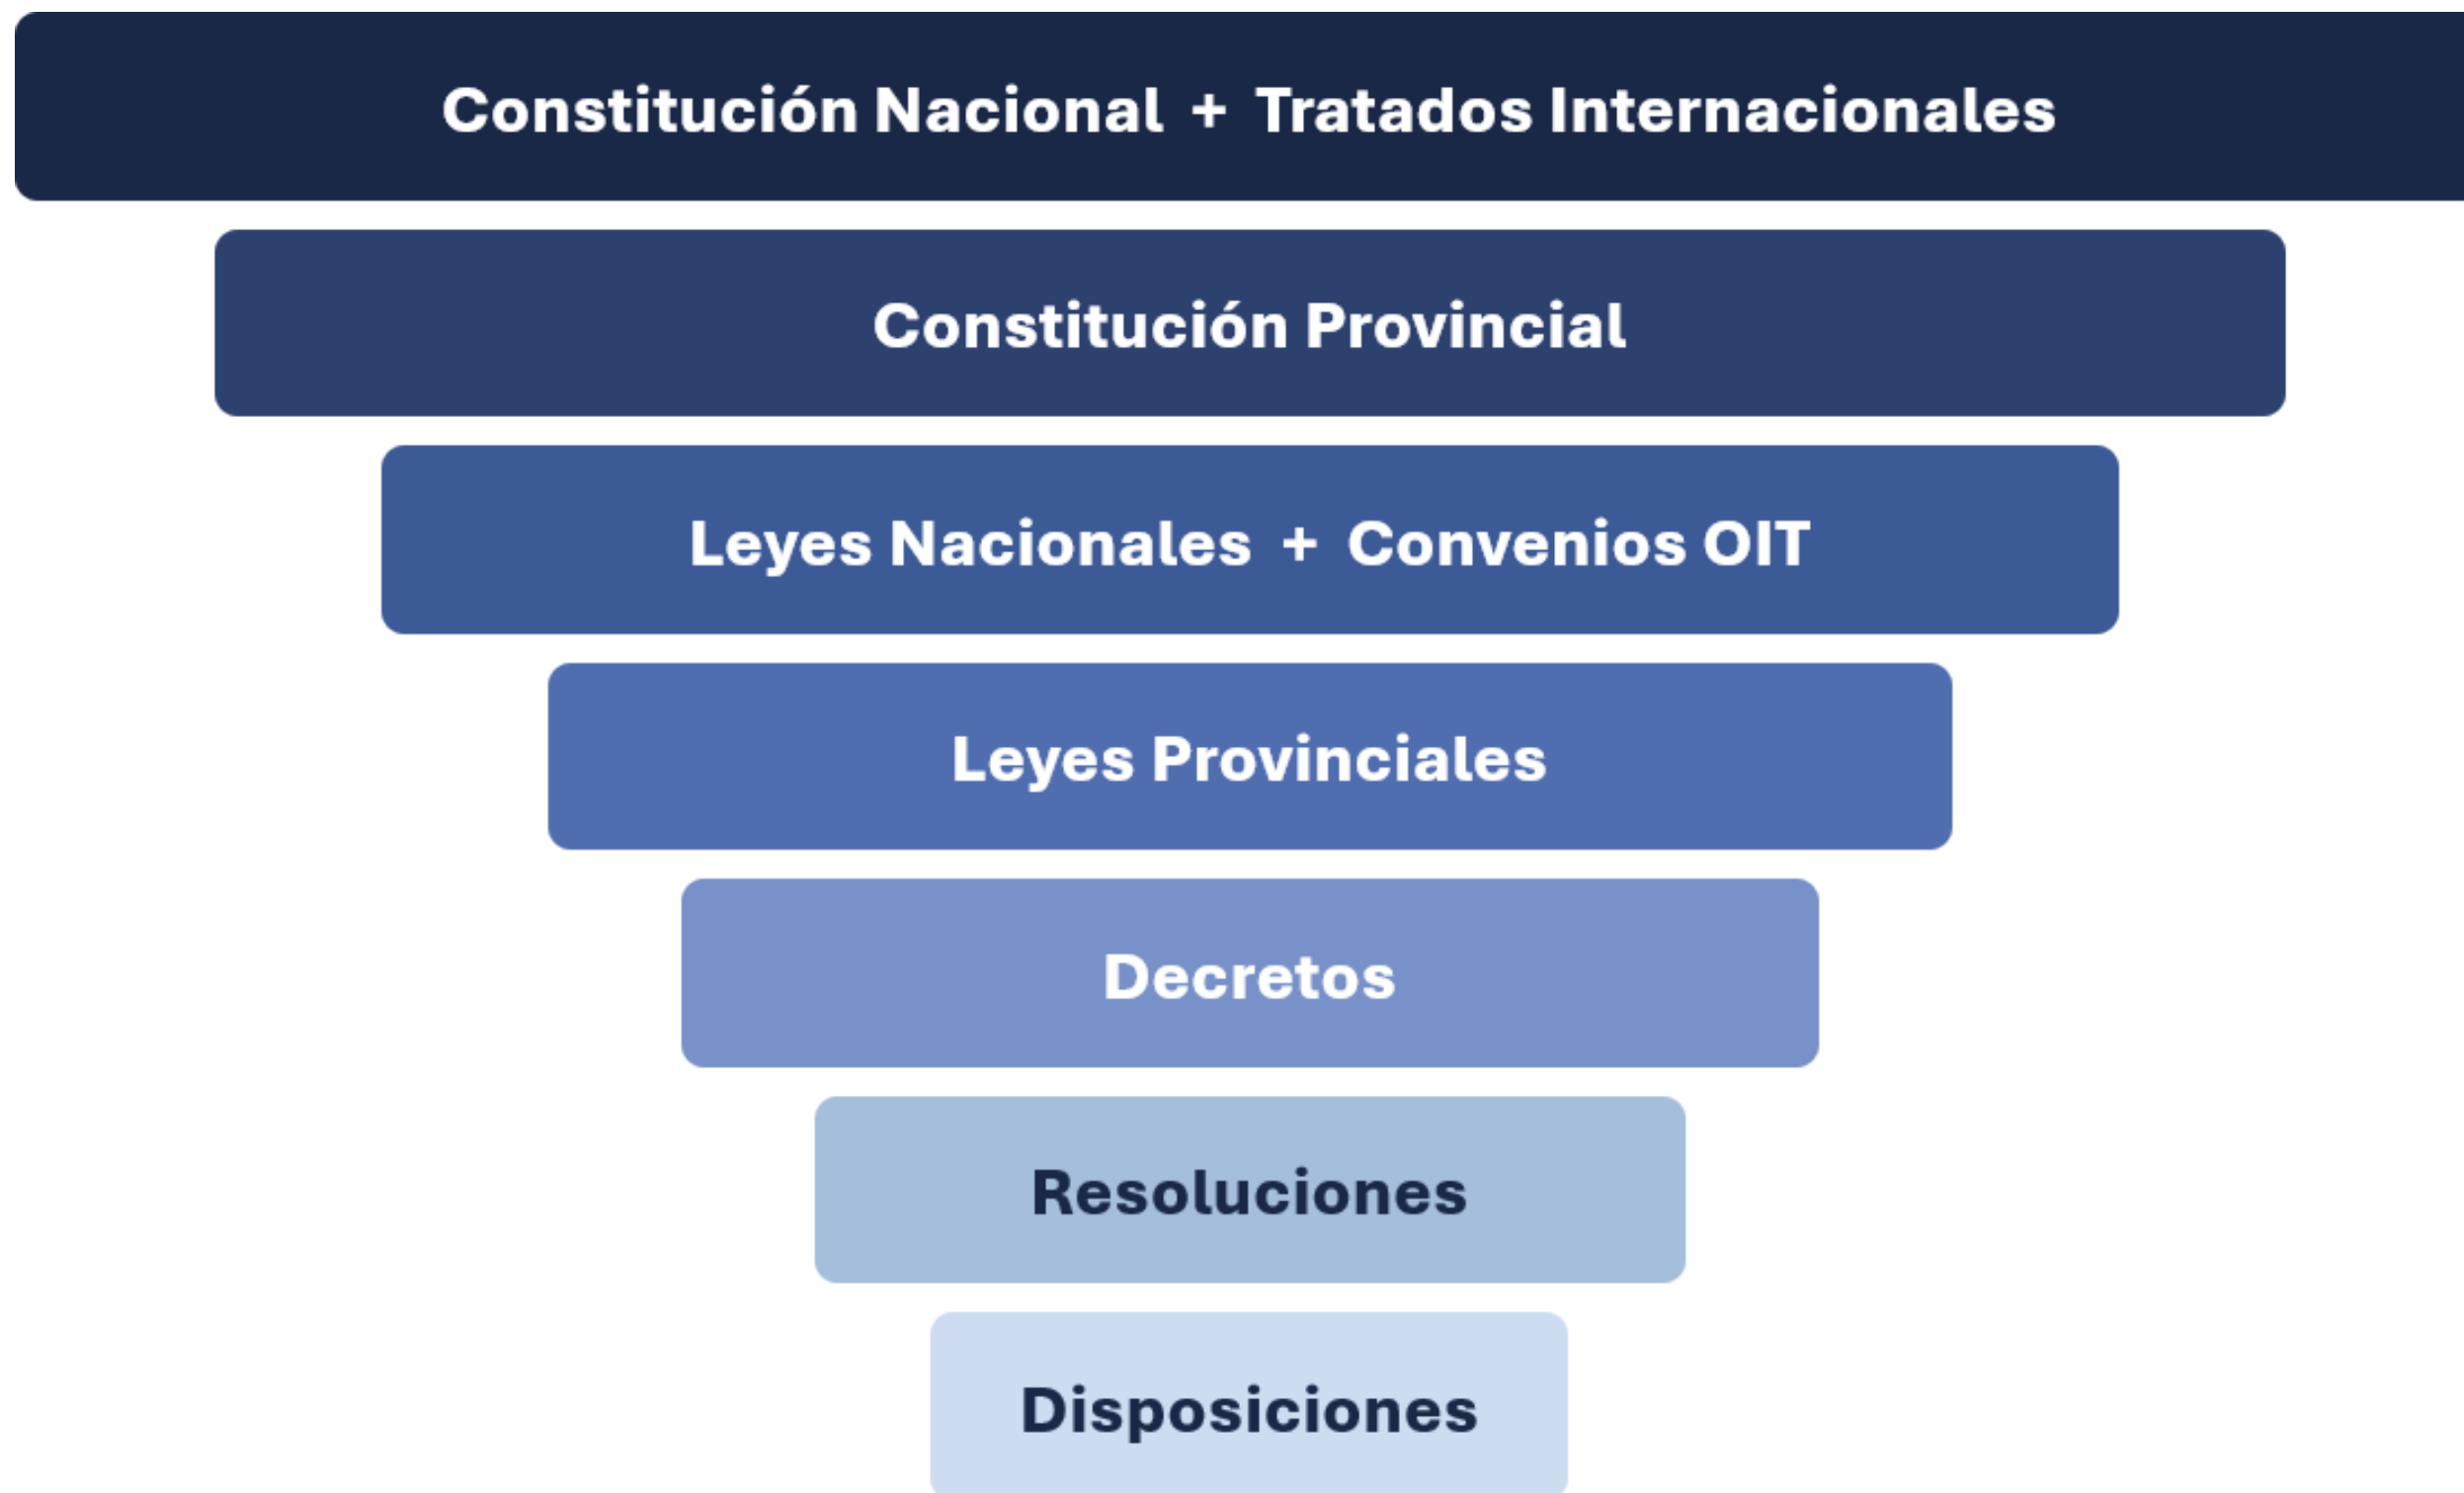 Constitución Nacional + Tratados Internacionales
Constitución Provincial
Leyes Nacionales + Convenios OIT
Leyes Provinciales
Decretos
Resoluciones
Disposiciones